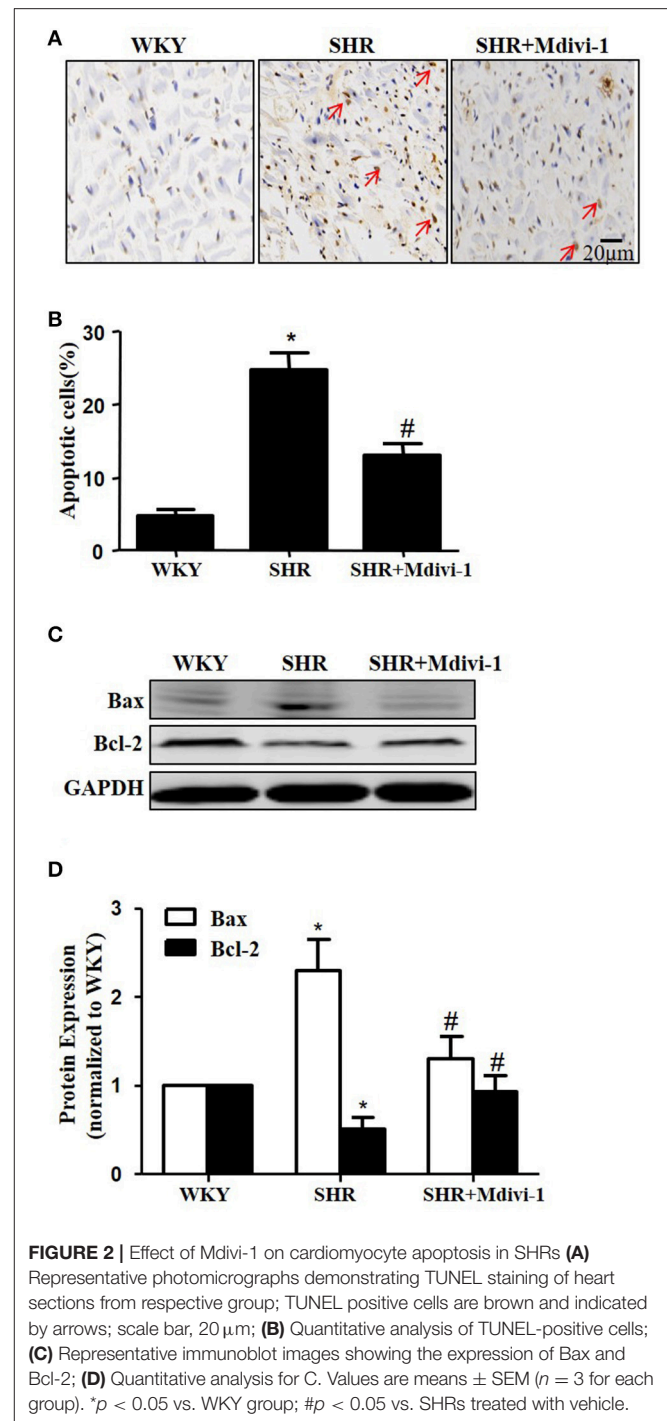 A
WKY SHR SHR+Mdivi-1
20μm
B
Apoptotic cells(%)
30
20
10
0
*
#
WKY SHR SHR+Mdivi-1
C
WKY SHR SHR+Mdivi-1
Bax
Bcl-2
GAPDH
D
Protein Expression
(normalized to WKY)
3
2
1
0
Bax
Bcl-2
*
*
#
#
WKY SHR SHR+Mdivi-1
FIGURE 2 | Effect of Mdivi-1 on cardiomyocyte apoptosis in SHRs (A)
Representative photomicrographs demonstrating TUNEL staining of heart
sections from respective group; TUNEL positive cells are brown and indicated
by arrows; scale bar, 20 μm; (B) Quantitative analysis of TUNEL-positive cells;
(C) Representative immunoblot images showing the expression of Bax and
Bcl-2; (D) Quantitative analysis for C. Values are means ± SEM (n = 3 for each
group). *p < 0.05 vs. WKY group; #p < 0.05 vs. SHRs treated with vehicle.